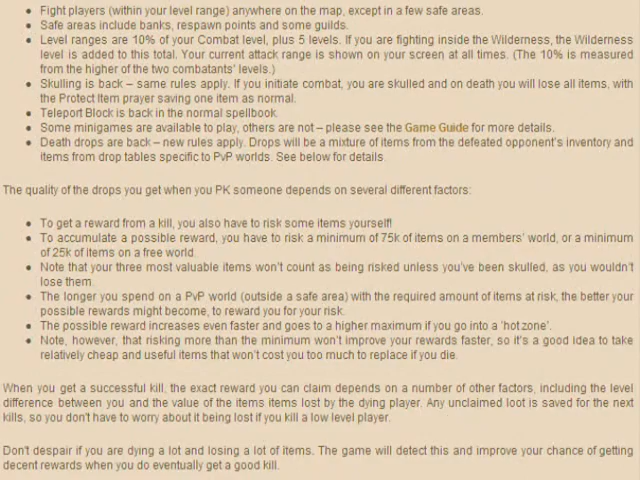 Fight players (within your level range) anywhere on the map, except in a few safe areas.
Safe areas include banks, respawn points and some guilds.
Level ranges are 10% of your Combat level, plus 5 levels. If you are fighting inside the Wilderness, the Wilderness
level is added to this total. Your current attack range is shown on your screen at all times. (The 10% is measured
from the higher of the two combatants' levels.)
Skulling is back – same rules apply. If you initiate combat, you are skulled and on death you will lose all items, with
the Protect Item prayer saving one item as normal.
Teleport Block is back in the normal spellbook.
Some minigames are available to play, others are not – please see the Game Guide for more details.
Death drops are back – new rules apply. Drops will be a mixture of items from the defeated opponent's inventory and
items from drop tables specific to PvP worlds. See below for details.
The quality of the drops you get when you PK someone depends on several different factors:
To get a reward from a kill, you also have to risk some items yourself!
To accumulate a possible reward, you have to risk a minimum of 75k of items on a members' world, or a minimum
of 25k of items on a free world.
Note that your three most valuable items won't count as being risked unless you've been skulled, as you wouldn't
lose them.
The longer you spend on a PvP world (outside a safe area) with the required amount of items at risk, the better your
possible rewards might become, to reward you for your risk.
The possible reward increases even faster and goes to a higher maximum if you go into a 'hot zone'.
Note, however, that risking more than the minimum won't improve your rewards faster, so it's a good idea to take
relatively cheap and useful items that won't cost you too much to replace if you die.
When you get a successful kill, the exact reward you can claim depends on a number of other factors, including the level
difference between you and the value of the items items lost by the dying player. Any unclaimed loot is saved for the next
kills, so you don't have to worry about it being lost if you kill a low level player.
Don't despair if you are dying a lot and losing a lot of items. The game will detect this and improve your chance of getting
decent rewards when you do eventually get a good kill.